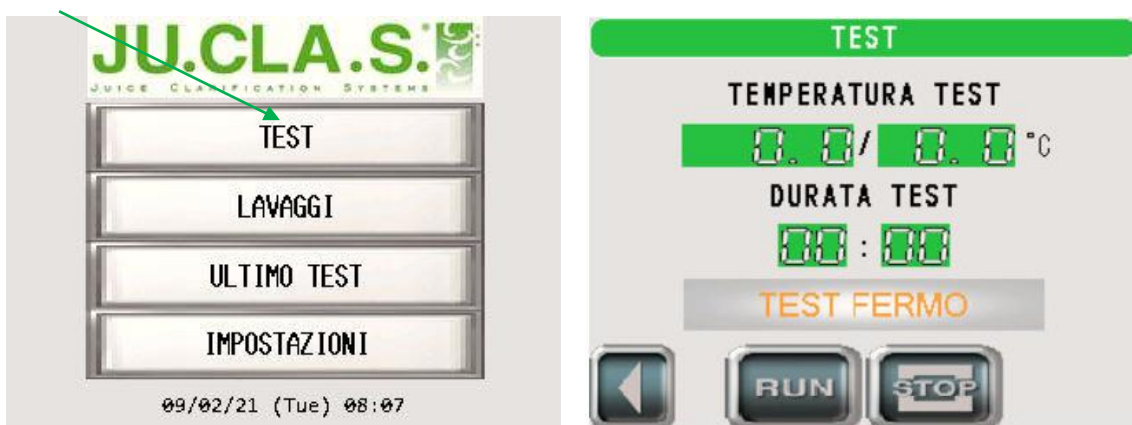 JU.CLA.S.
JUICE CLARIFICATION SYSTEMS
TEST
LAVAGGI
ULTIMO TEST
IMPOSTAZIONI
09/02/21 (Tue) 08:07
TEST
TEMPERATURA TEST
0.0/ 0.0 °C
DURATA TEST
00:00
TEST FERMO
RUN STOP